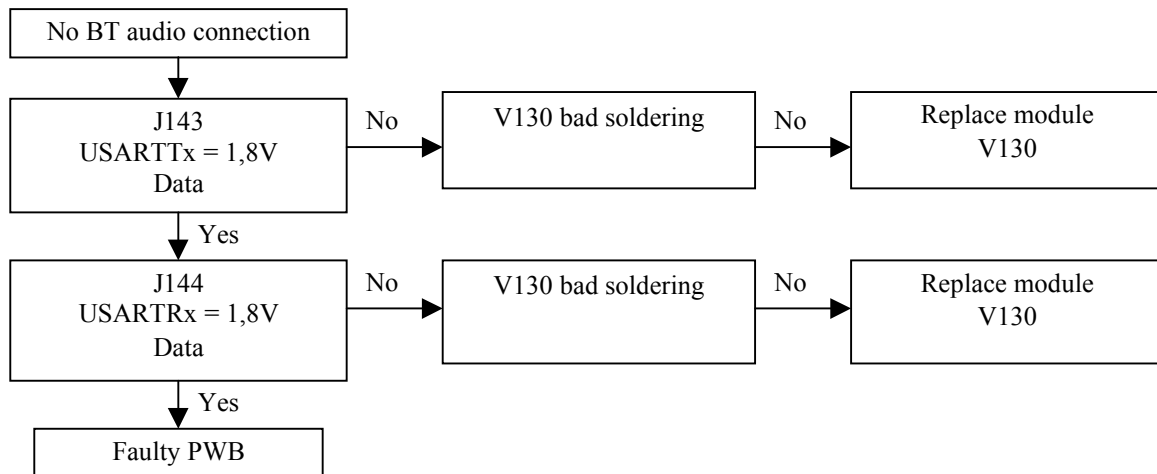 No BT audio connection
J143
USARTTx = 1,8V
Data
No
V130 bad soldering
No
Replace module
V130
Yes
J144
USARTRx = 1,8V
Data
No
V130 bad soldering
No
Replace module
V130
Yes
Faulty PWB